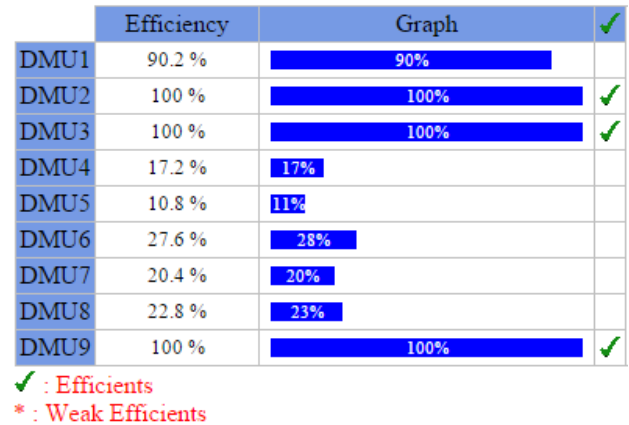 Efficiency Graph ✓
DMU1 90.2 % 90%
DMU2 100 % 100% ✓
DMU3 100 % 100% ✓
DMU4 17.2 % 17%
DMU5 10.8 % 11%
DMU6 27.6 % 28%
DMU7 20.4 % 20%
DMU8 22.8 % 23%
DMU9 100 % 100% ✓
✓ : Efficients
* : Weak Efficients